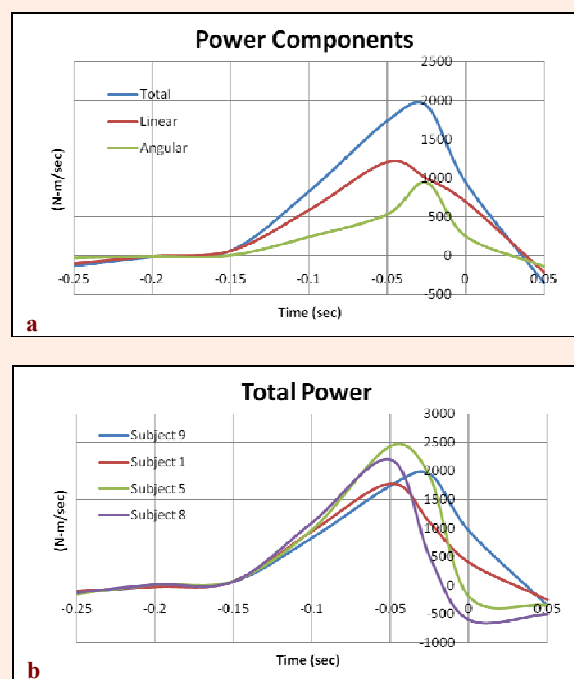 Power Components
2500
2000
1500
1000
500
0
-500
Total
Linear
Angular
(N-m/sec)
-0.25 -0.2 -0.15 -0.1 -0.05 0 0.05
Time (sec)
a
Total Power
3000
2500
2000
1500
1000
500
0
-500
-1000
Subject 9
Subject 1
Subject 5
Subject 8
(N-m/sec)
-0.25 -0.2 -0.15 -0.1 -0.05 0 0.05
Time (sec)
b